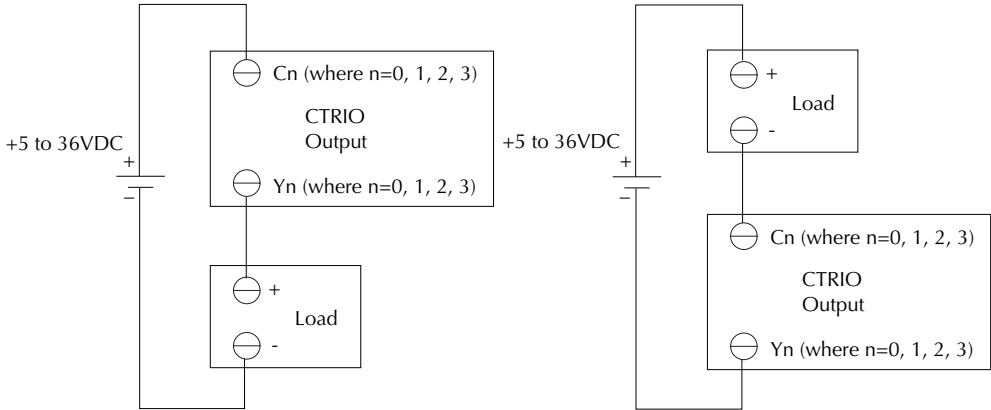 Cn (where n=0, 1, 2, 3)
CTRIO
Output
+5 to 36VDC
+
−
Yn (where n=0, 1, 2, 3)
+
Load
-
+
Load
-
+5 to 36VDC
+
−
Cn (where n=0, 1, 2, 3)
CTRIO
Output
Yn (where n=0, 1, 2, 3)